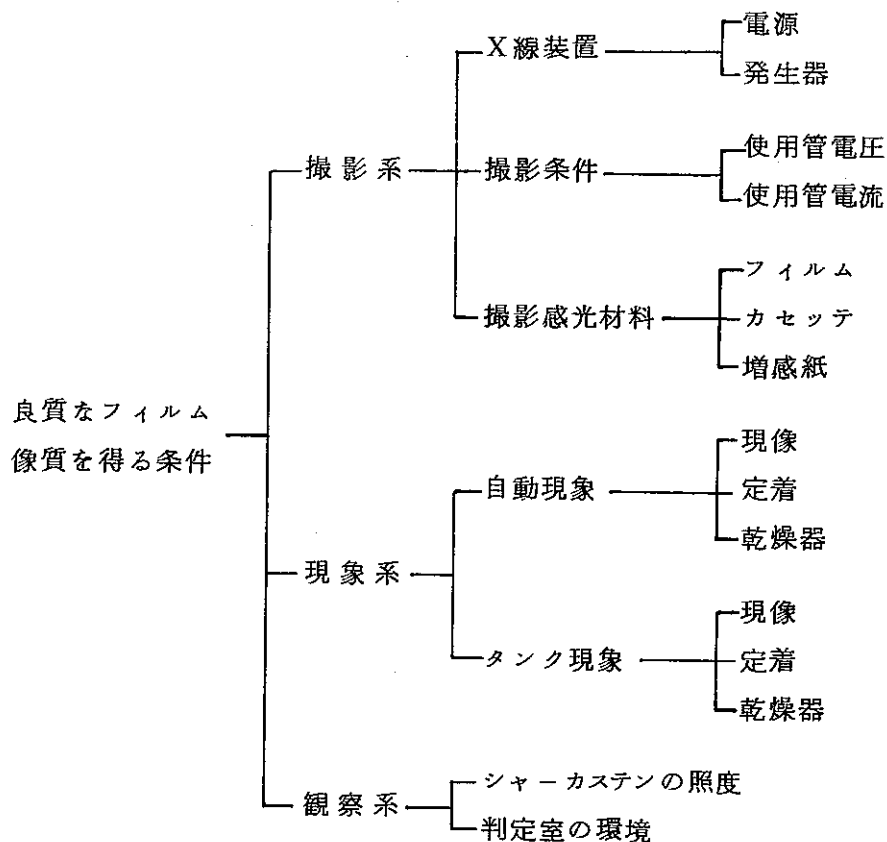 良質なフィルム
像質を得る条件
撮影系
X線装置
電源
発生器
撮影条件
使用管電圧
使用管電流
撮影感光材料
フィルム
カセッテ
増感紙
現象系
自動現象
現像
定着
乾燥器
タンク現象
現像
定着
乾燥器
観察系
シャーカステンの照度
判定室の環境